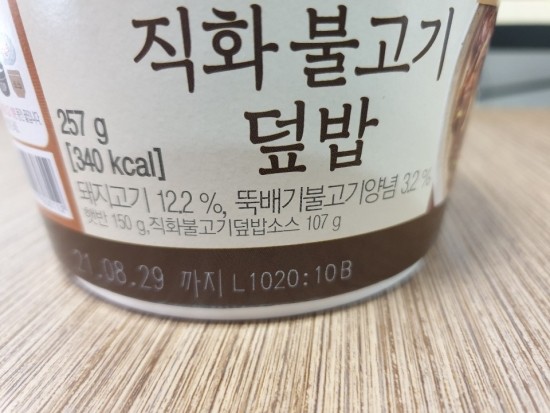 직화 불고기
덮밥
257 g
[340 kcal]
돼지고기 12.2 %, 뚝배기불고기양념 3.2 %
햇반 150 g, 직화불고기덮밥소스 107 g
21.08.29 까지 L1020:10B